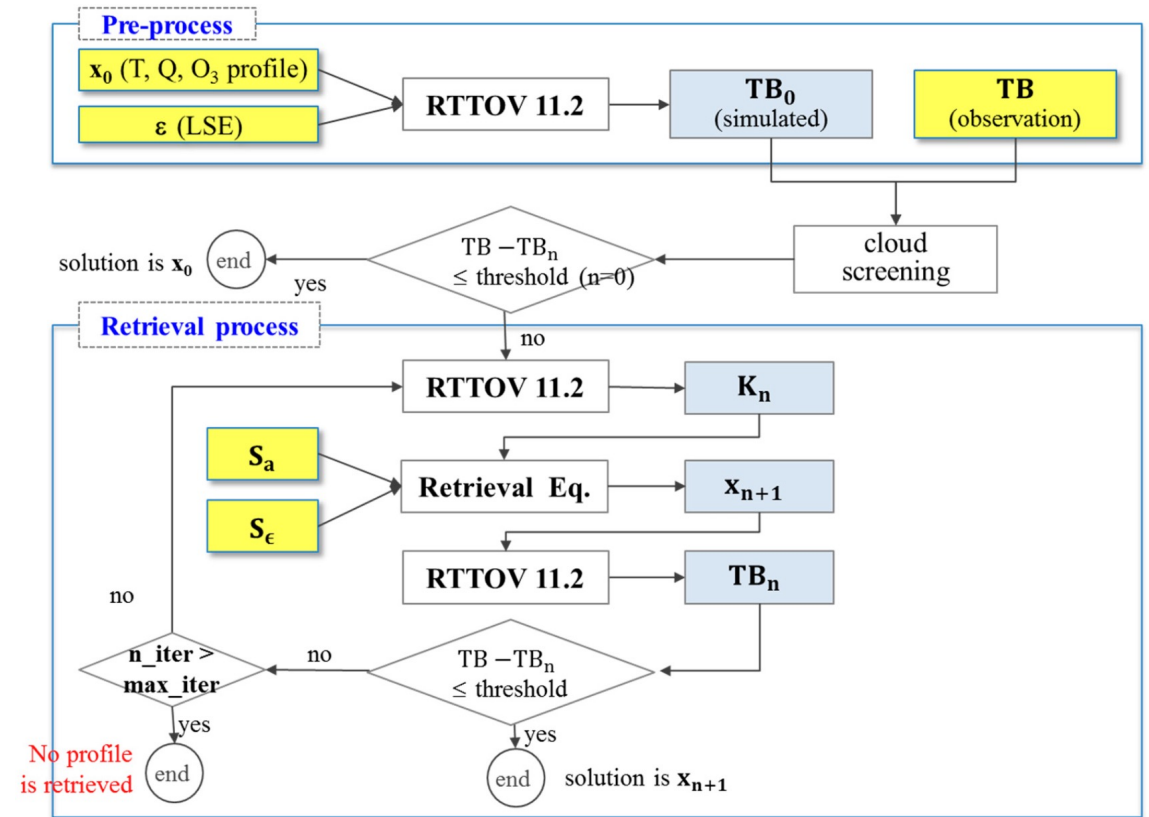 Pre-process
x₀ (T, Q, O₃ profile)
ε (LSE)
RTTOV 11.2
TB₀
(simulated)
TB
(observation)
cloud
screening
TB −TBₙ
≤ threshold (n=0)
yes
end
solution is x₀
no
Retrieval process
RTTOV 11.2
Kₙ
Sₐ
S_ϵ
Retrieval Eq.
xₙ₊₁
RTTOV 11.2
TBₙ
TB −TBₙ
≤ threshold
no
n_iter >
max_iter
no
yes
end
No profile
is retrieved
yes
end
solution is xₙ₊₁